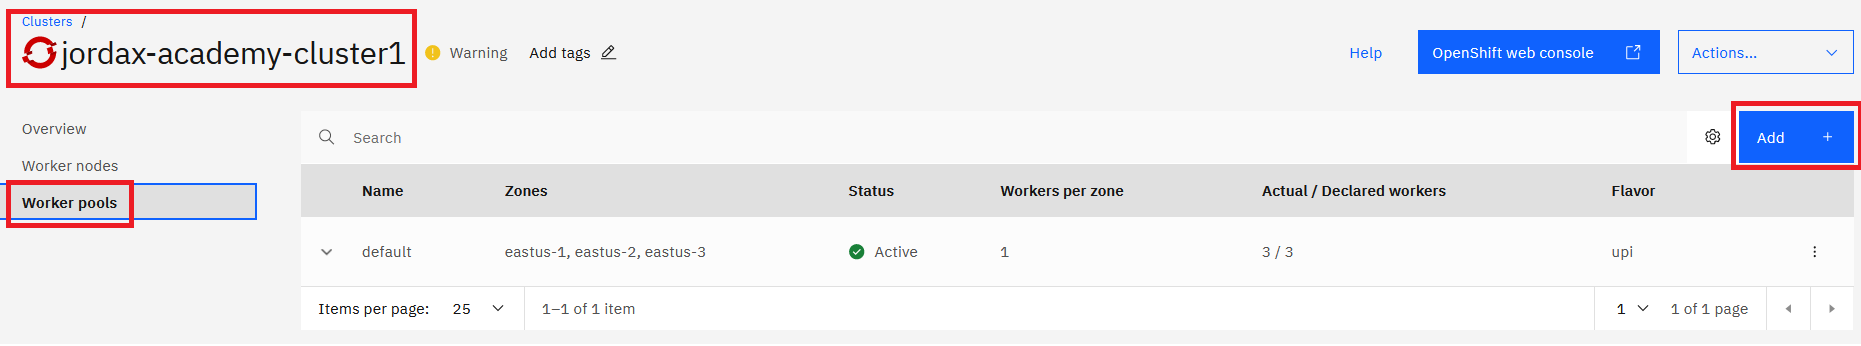 Clusters /
jordax-academy-cluster1 Warning Add tags Help OpenShift web console Actions...
Overview
Search Add +
Worker nodes
Name Zones Status Workers per zone Actual / Declared workers Flavor
Worker pools
default eastus-1, eastus-2, eastus-3 Active 1 3 / 3 upi
Items per page: 25 1–1 of 1 item 1 1 of 1 page